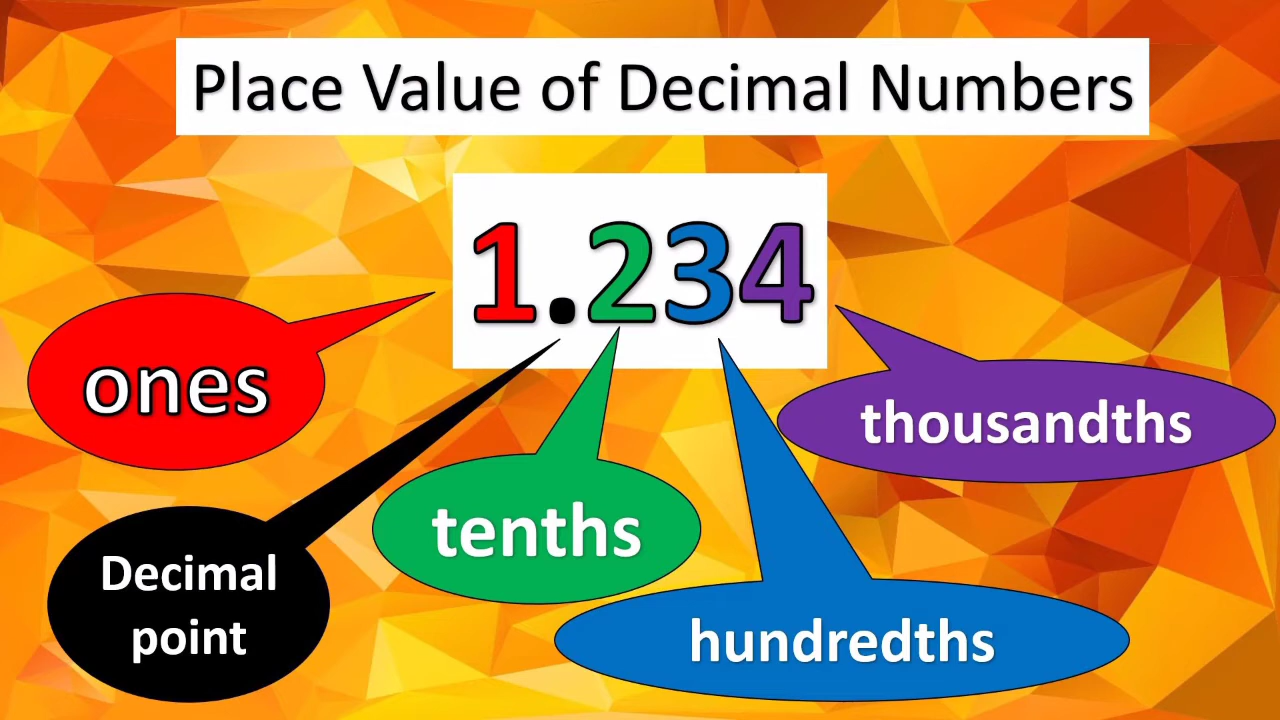 Place Value of Decimal Numbers
1.234
ones
thousandths
tenths
Decimal
point
hundredths